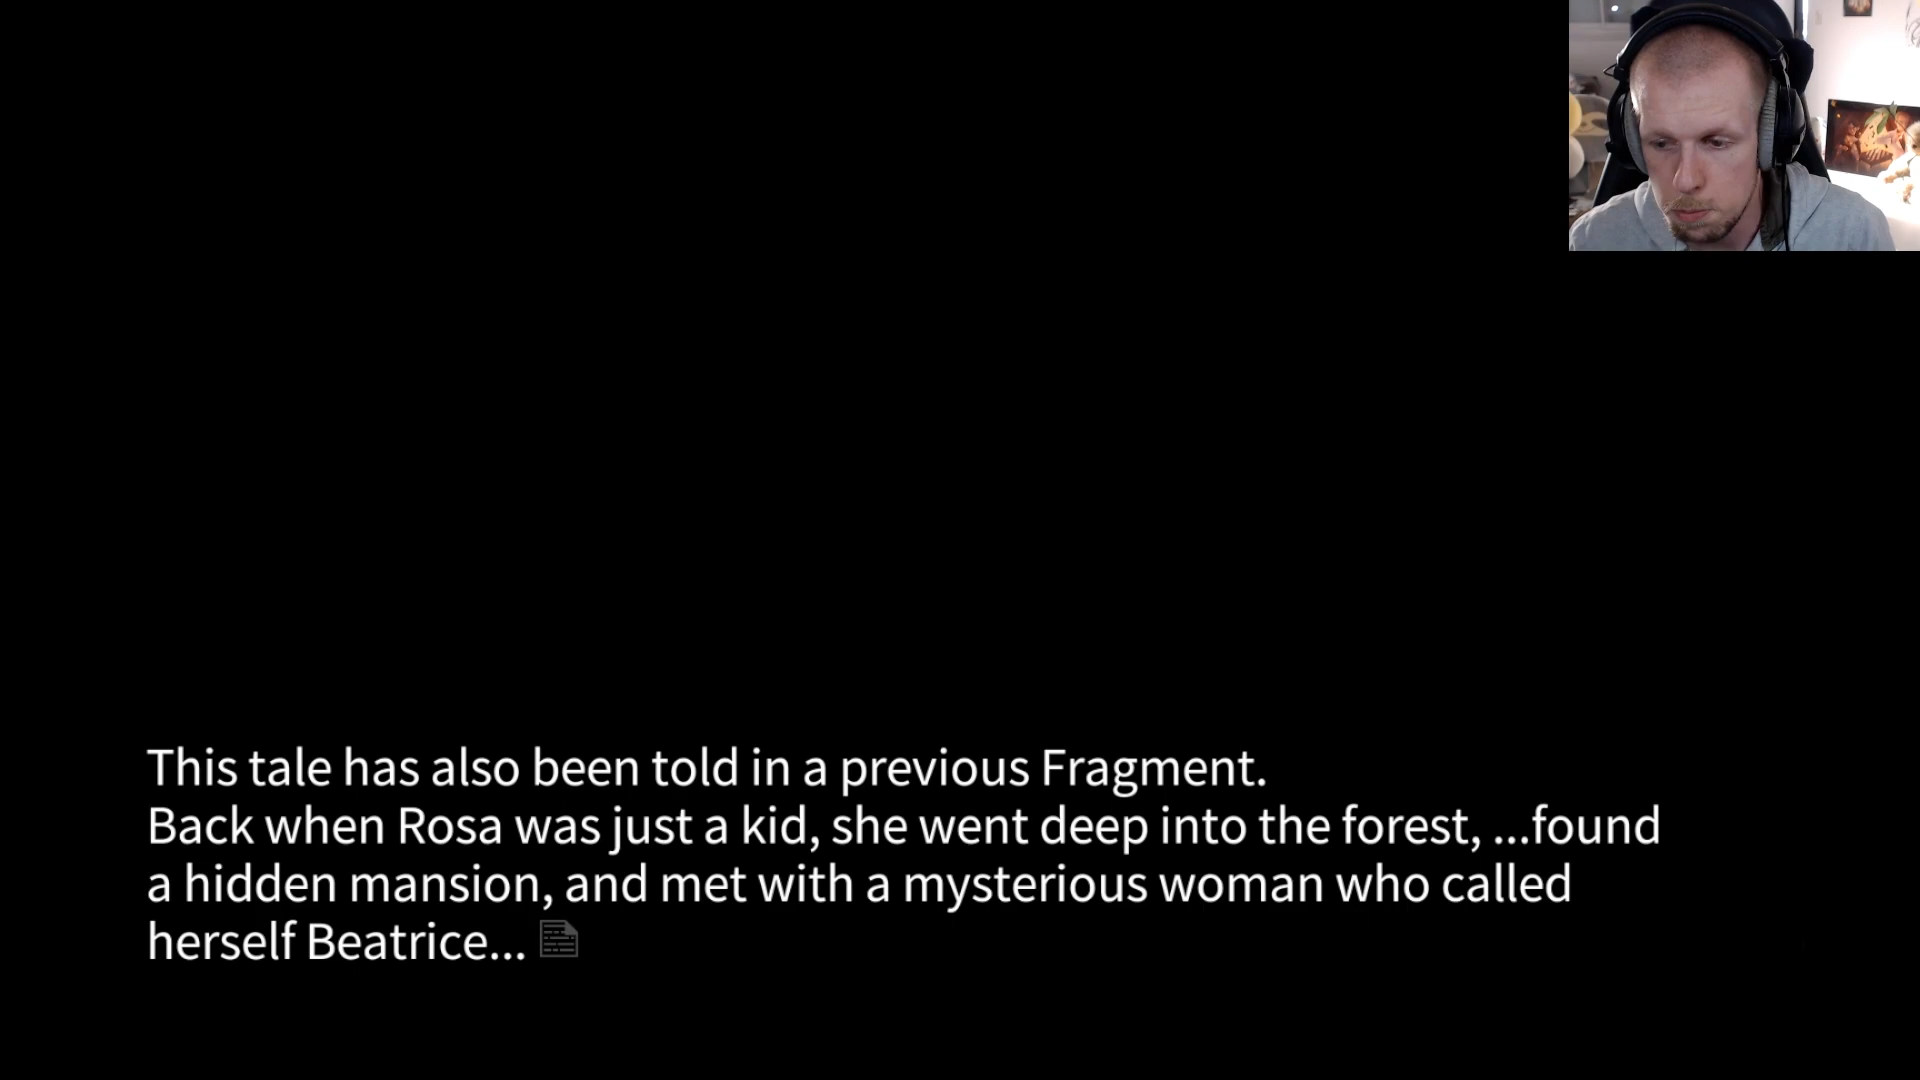 This tale has also been told in a previous Fragment.
Back when Rosa was just a kid, she went deep into the forest, ...found
a hidden mansion, and met with a mysterious woman who called
herself Beatrice...